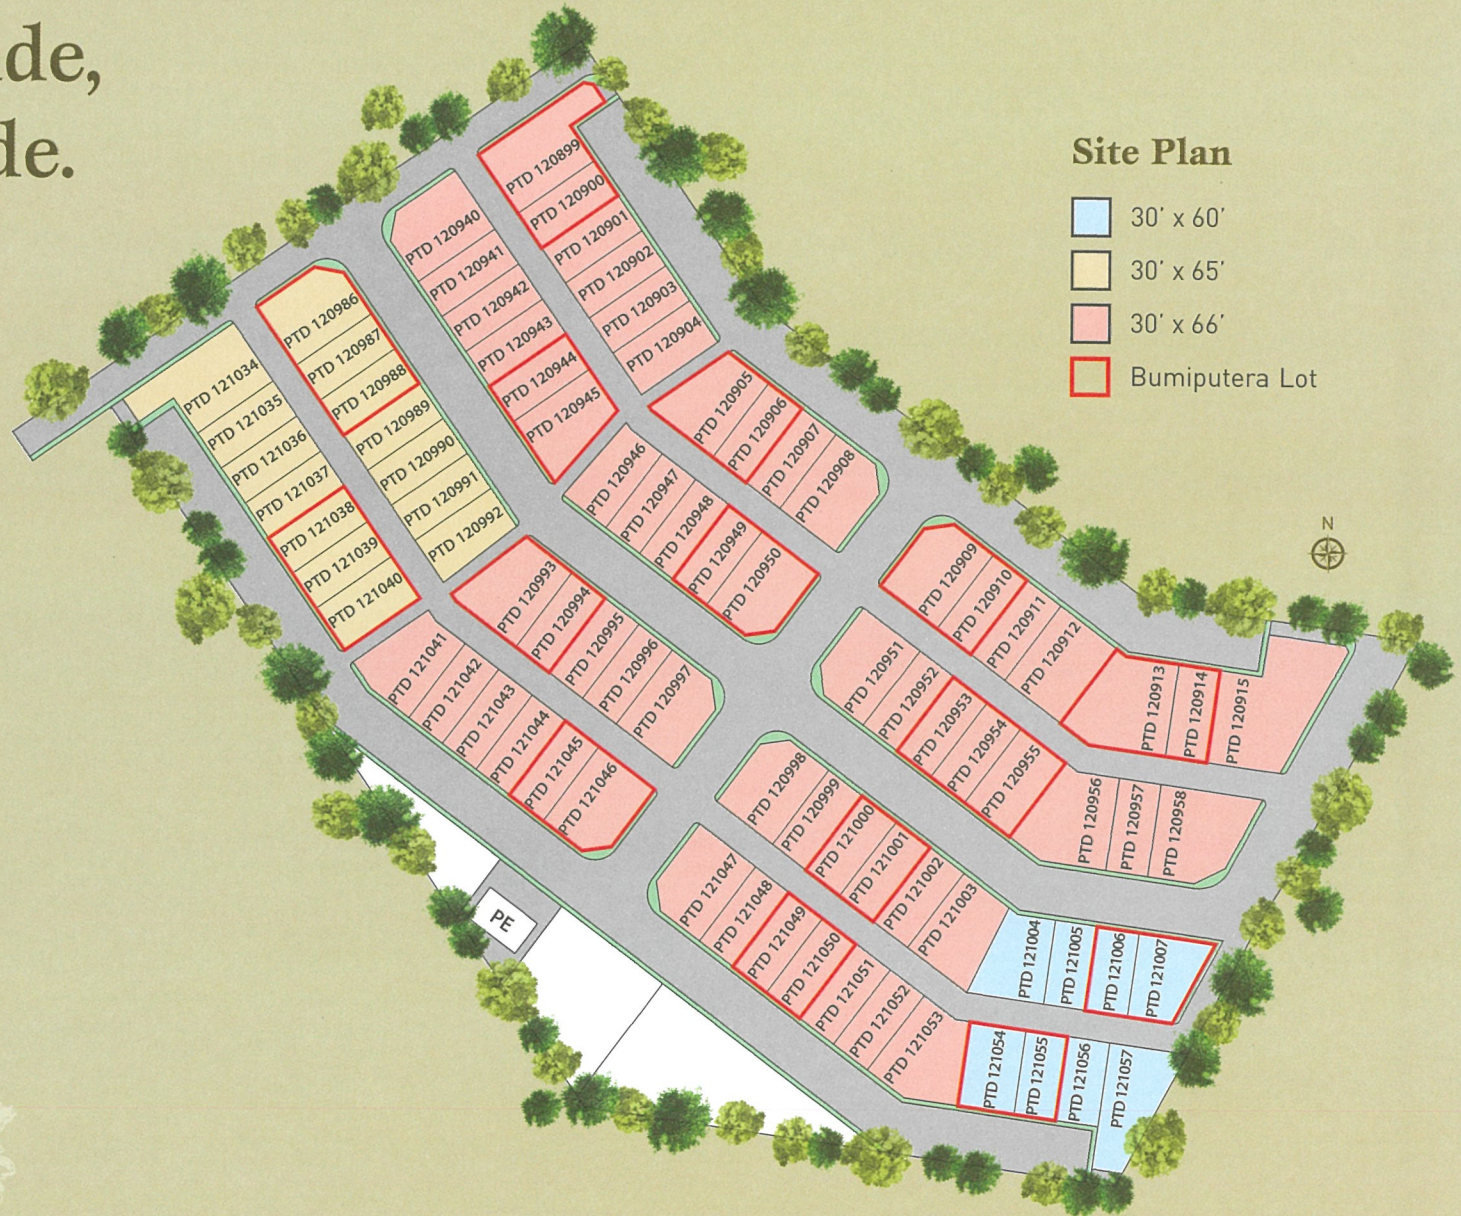 de,
de.
Site Plan
30' x 60'
30' x 65'
30' x 66'
Bumiputera Lot
N
PTD 120899
PTD 120900
PTD 120901
PTD 120902
PTD 120903
PTD 120904
PTD 120940
PTD 120941
PTD 120942
PTD 120943
PTD 120944
PTD 120945
PTD 120986
PTD 120987
PTD 120988
PTD 120989
PTD 120990
PTD 120991
PTD 120992
PTD 121034
PTD 121035
PTD 121036
PTD 121037
PTD 121038
PTD 121039
PTD 121040
PTD 120905
PTD 120906
PTD 120907
PTD 120908
PTD 120946
PTD 120947
PTD 120948
PTD 120949
PTD 120950
PTD 120993
PTD 120994
PTD 120995
PTD 120996
PTD 120997
PTD 121041
PTD 121042
PTD 121043
PTD 121044
PTD 121045
PTD 121046
PTD 120909
PTD 120910
PTD 120911
PTD 120912
PTD 120913
PTD 120914
PTD 120915
PTD 120951
PTD 120952
PTD 120953
PTD 120954
PTD 120955
PTD 120956
PTD 120957
PTD 120958
PTD 120998
PTD 120999
PTD 121000
PTD 121001
PTD 121002
PTD 121003
PTD 121004
PTD 121005
PTD 121006
PTD 121007
PTD 121047
PTD 121048
PTD 121049
PTD 121050
PTD 121051
PTD 121052
PTD 121053
PTD 121054
PTD 121055
PTD 121056
PTD 121057
PE